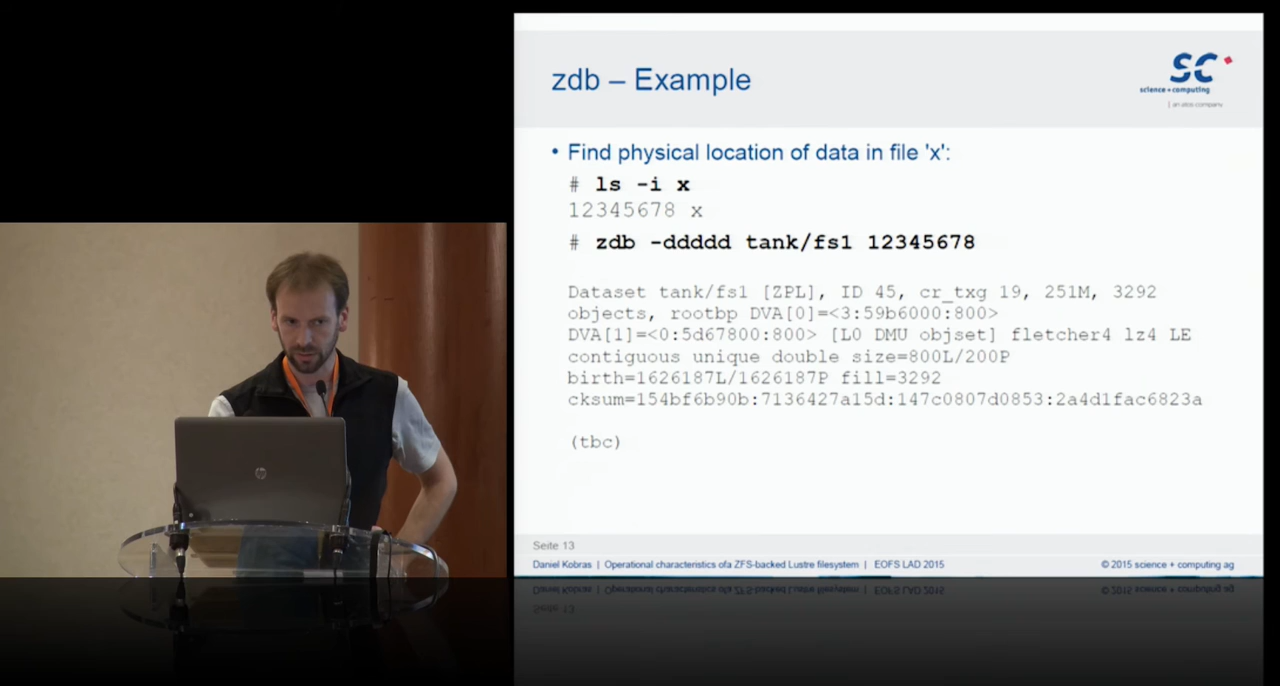 zdb – Example
sc
science + computing
| an atos company
• Find physical location of data in file 'x':
# ls -i x
12345678 x
# zdb -ddddd tank/fs1 12345678
Dataset tank/fs1 [ZPL], ID 45, cr_txg 19, 251M, 3292
objects, rootbp DVA[0]=<3:59b6000:800>
DVA[1]=<0:5d67800:800> [L0 DMU objset] fletcher4 lz4 LE
contiguous unique double size=800L/200P
birth=1626187L/1626187P fill=3292
cksum=154bf6b90b:7136427a15d:147c0807d0853:2a4d1fac6823a
(tbc)
hp
Seite 13
Daniel Kobras | Operational characteristics ofa ZFS-backed Lustre filesystem | EOFS LAD 2015
© 2015 science + computing ag